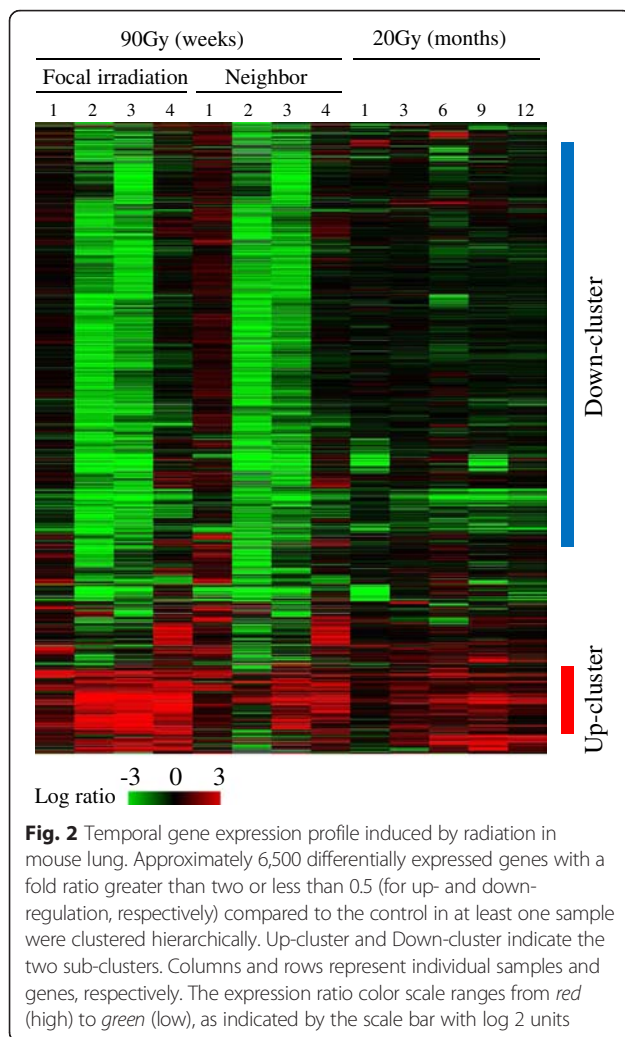 90Gy (weeks) 20Gy (months)
Focal irradiation Neighbor
1 2 3 4 1 2 3 4 1 3 6 9 12
Down-cluster
Up-cluster
-3 0 3
Log ratio
Fig. 2 Temporal gene expression profile induced by radiation in
mouse lung. Approximately 6,500 differentially expressed genes with a
fold ratio greater than two or less than 0.5 (for up- and down-
regulation, respectively) compared to the control in at least one sample
were clustered hierarchically. Up-cluster and Down-cluster indicate the
two sub-clusters. Columns and rows represent individual samples and
genes, respectively. The expression ratio color scale ranges from red
(high) to green (low), as indicated by the scale bar with log 2 units